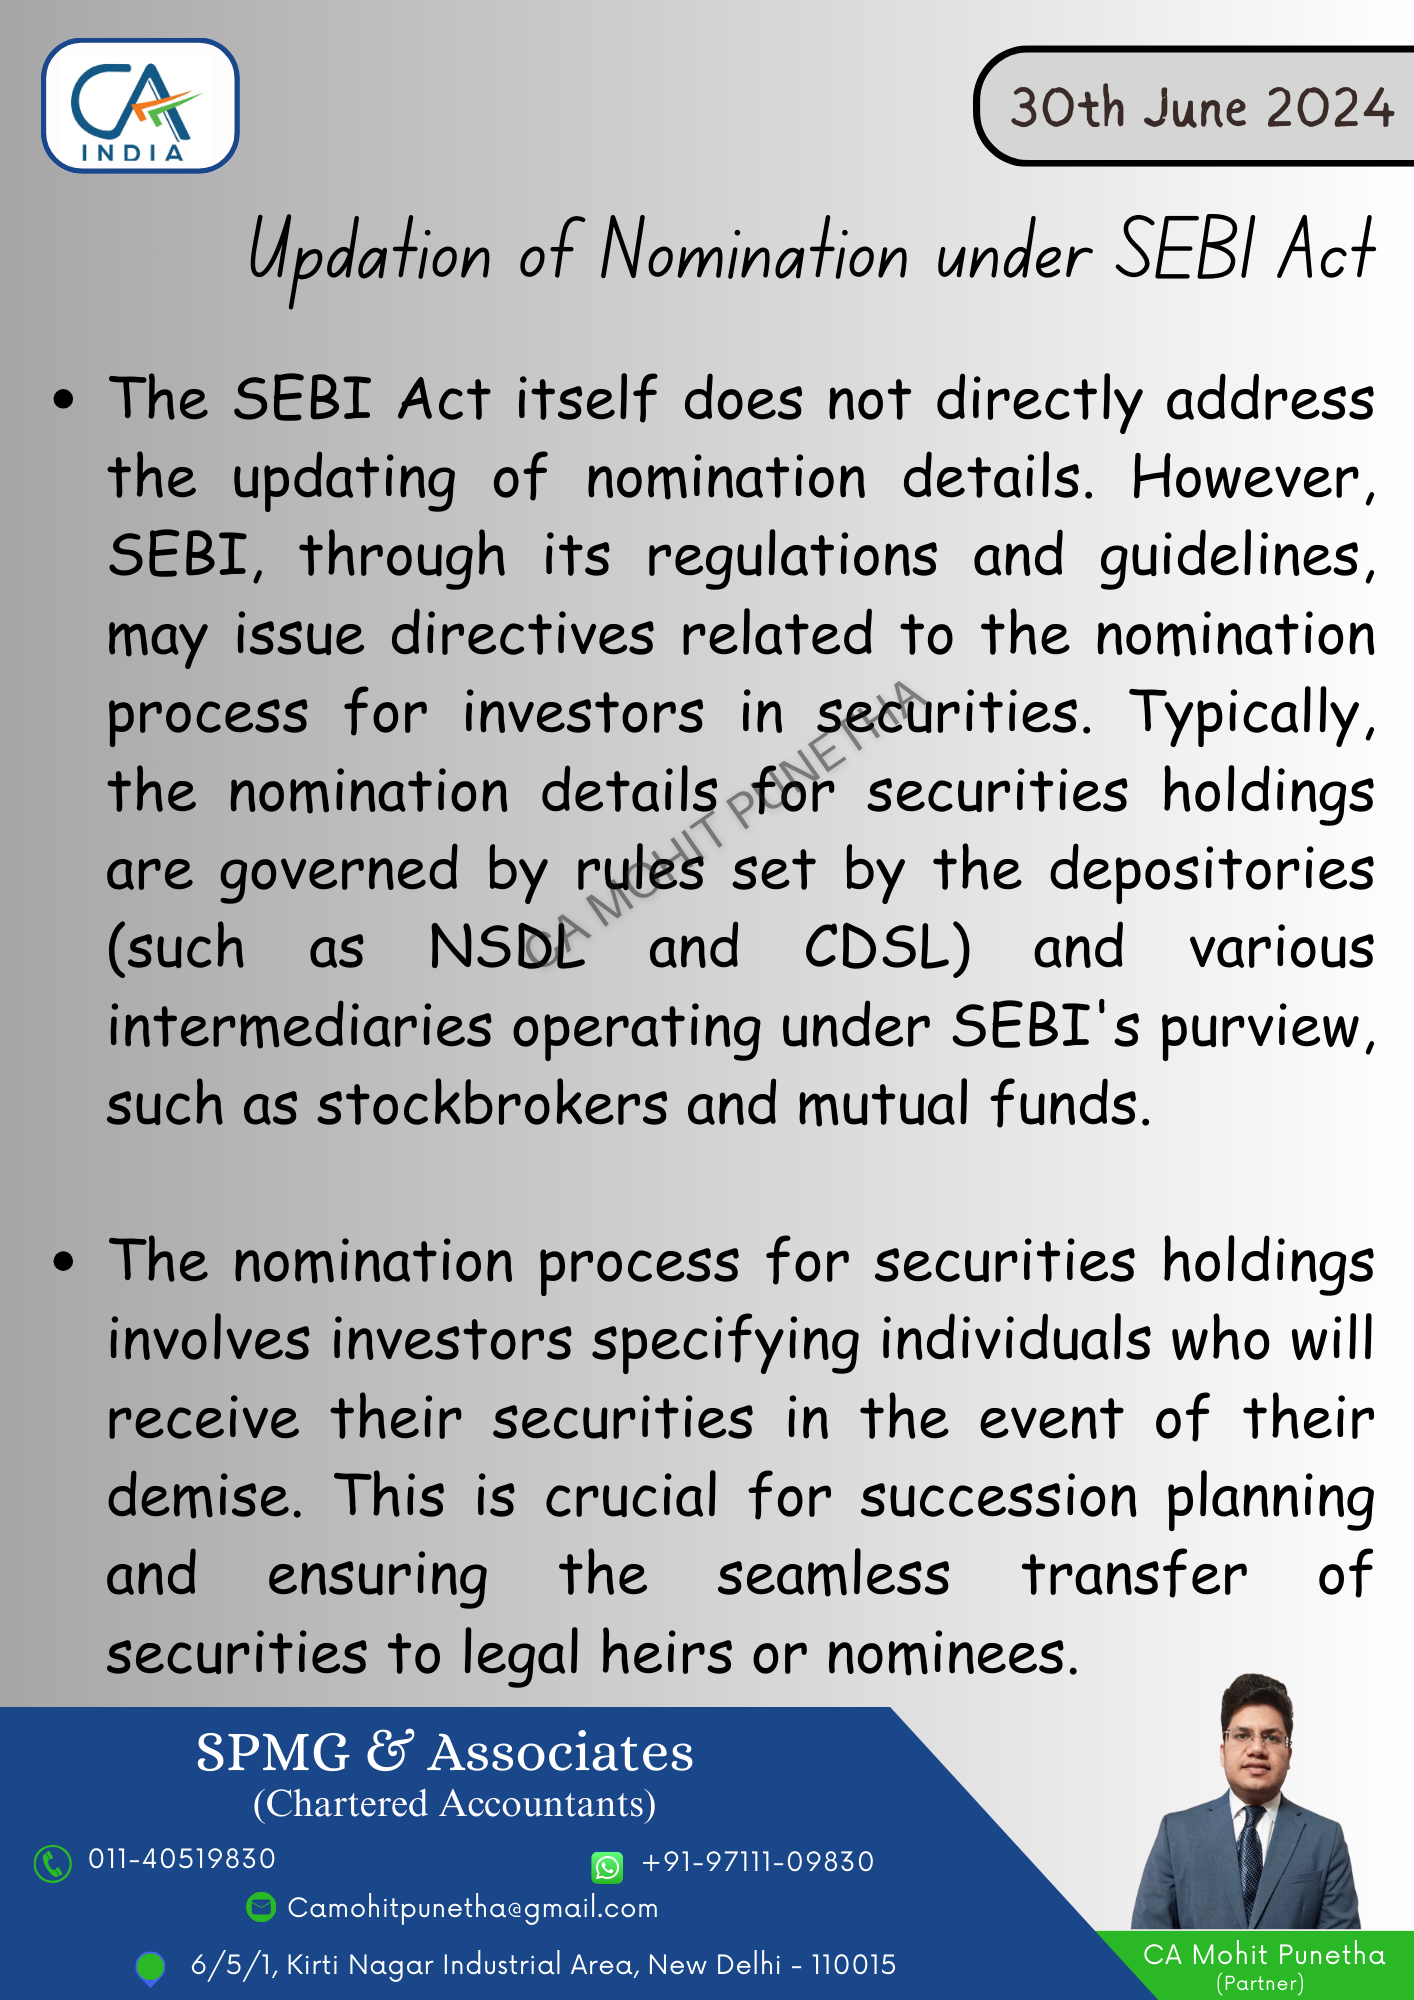 CA
INDIA
30th June 2024
Updation of Nomination under SEBI Act
• The SEBI Act itself does not directly address
the updating of nomination details. However,
SEBI, through its regulations and guidelines,
may issue directives related to the nomination
process for investors in securities. Typically,
the nomination details for securities holdings
are governed by rules set by the depositories
(such as NSDL and CDSL) and various
intermediaries operating under SEBI's purview,
such as stockbrokers and mutual funds.
CA MOHIT PUNETHA
• The nomination process for securities holdings
involves investors specifying individuals who will
receive their securities in the event of their
demise. This is crucial for succession planning
and ensuring the seamless transfer of
securities to legal heirs or nominees.
SPMG & Associates
(Chartered Accountants)
011-40519830
+91-97111-09830
Camohitpunetha@gmail.com
6/5/1, Kirti Nagar Industrial Area, New Delhi - 110015
CA Mohit Punetha
(Partner)